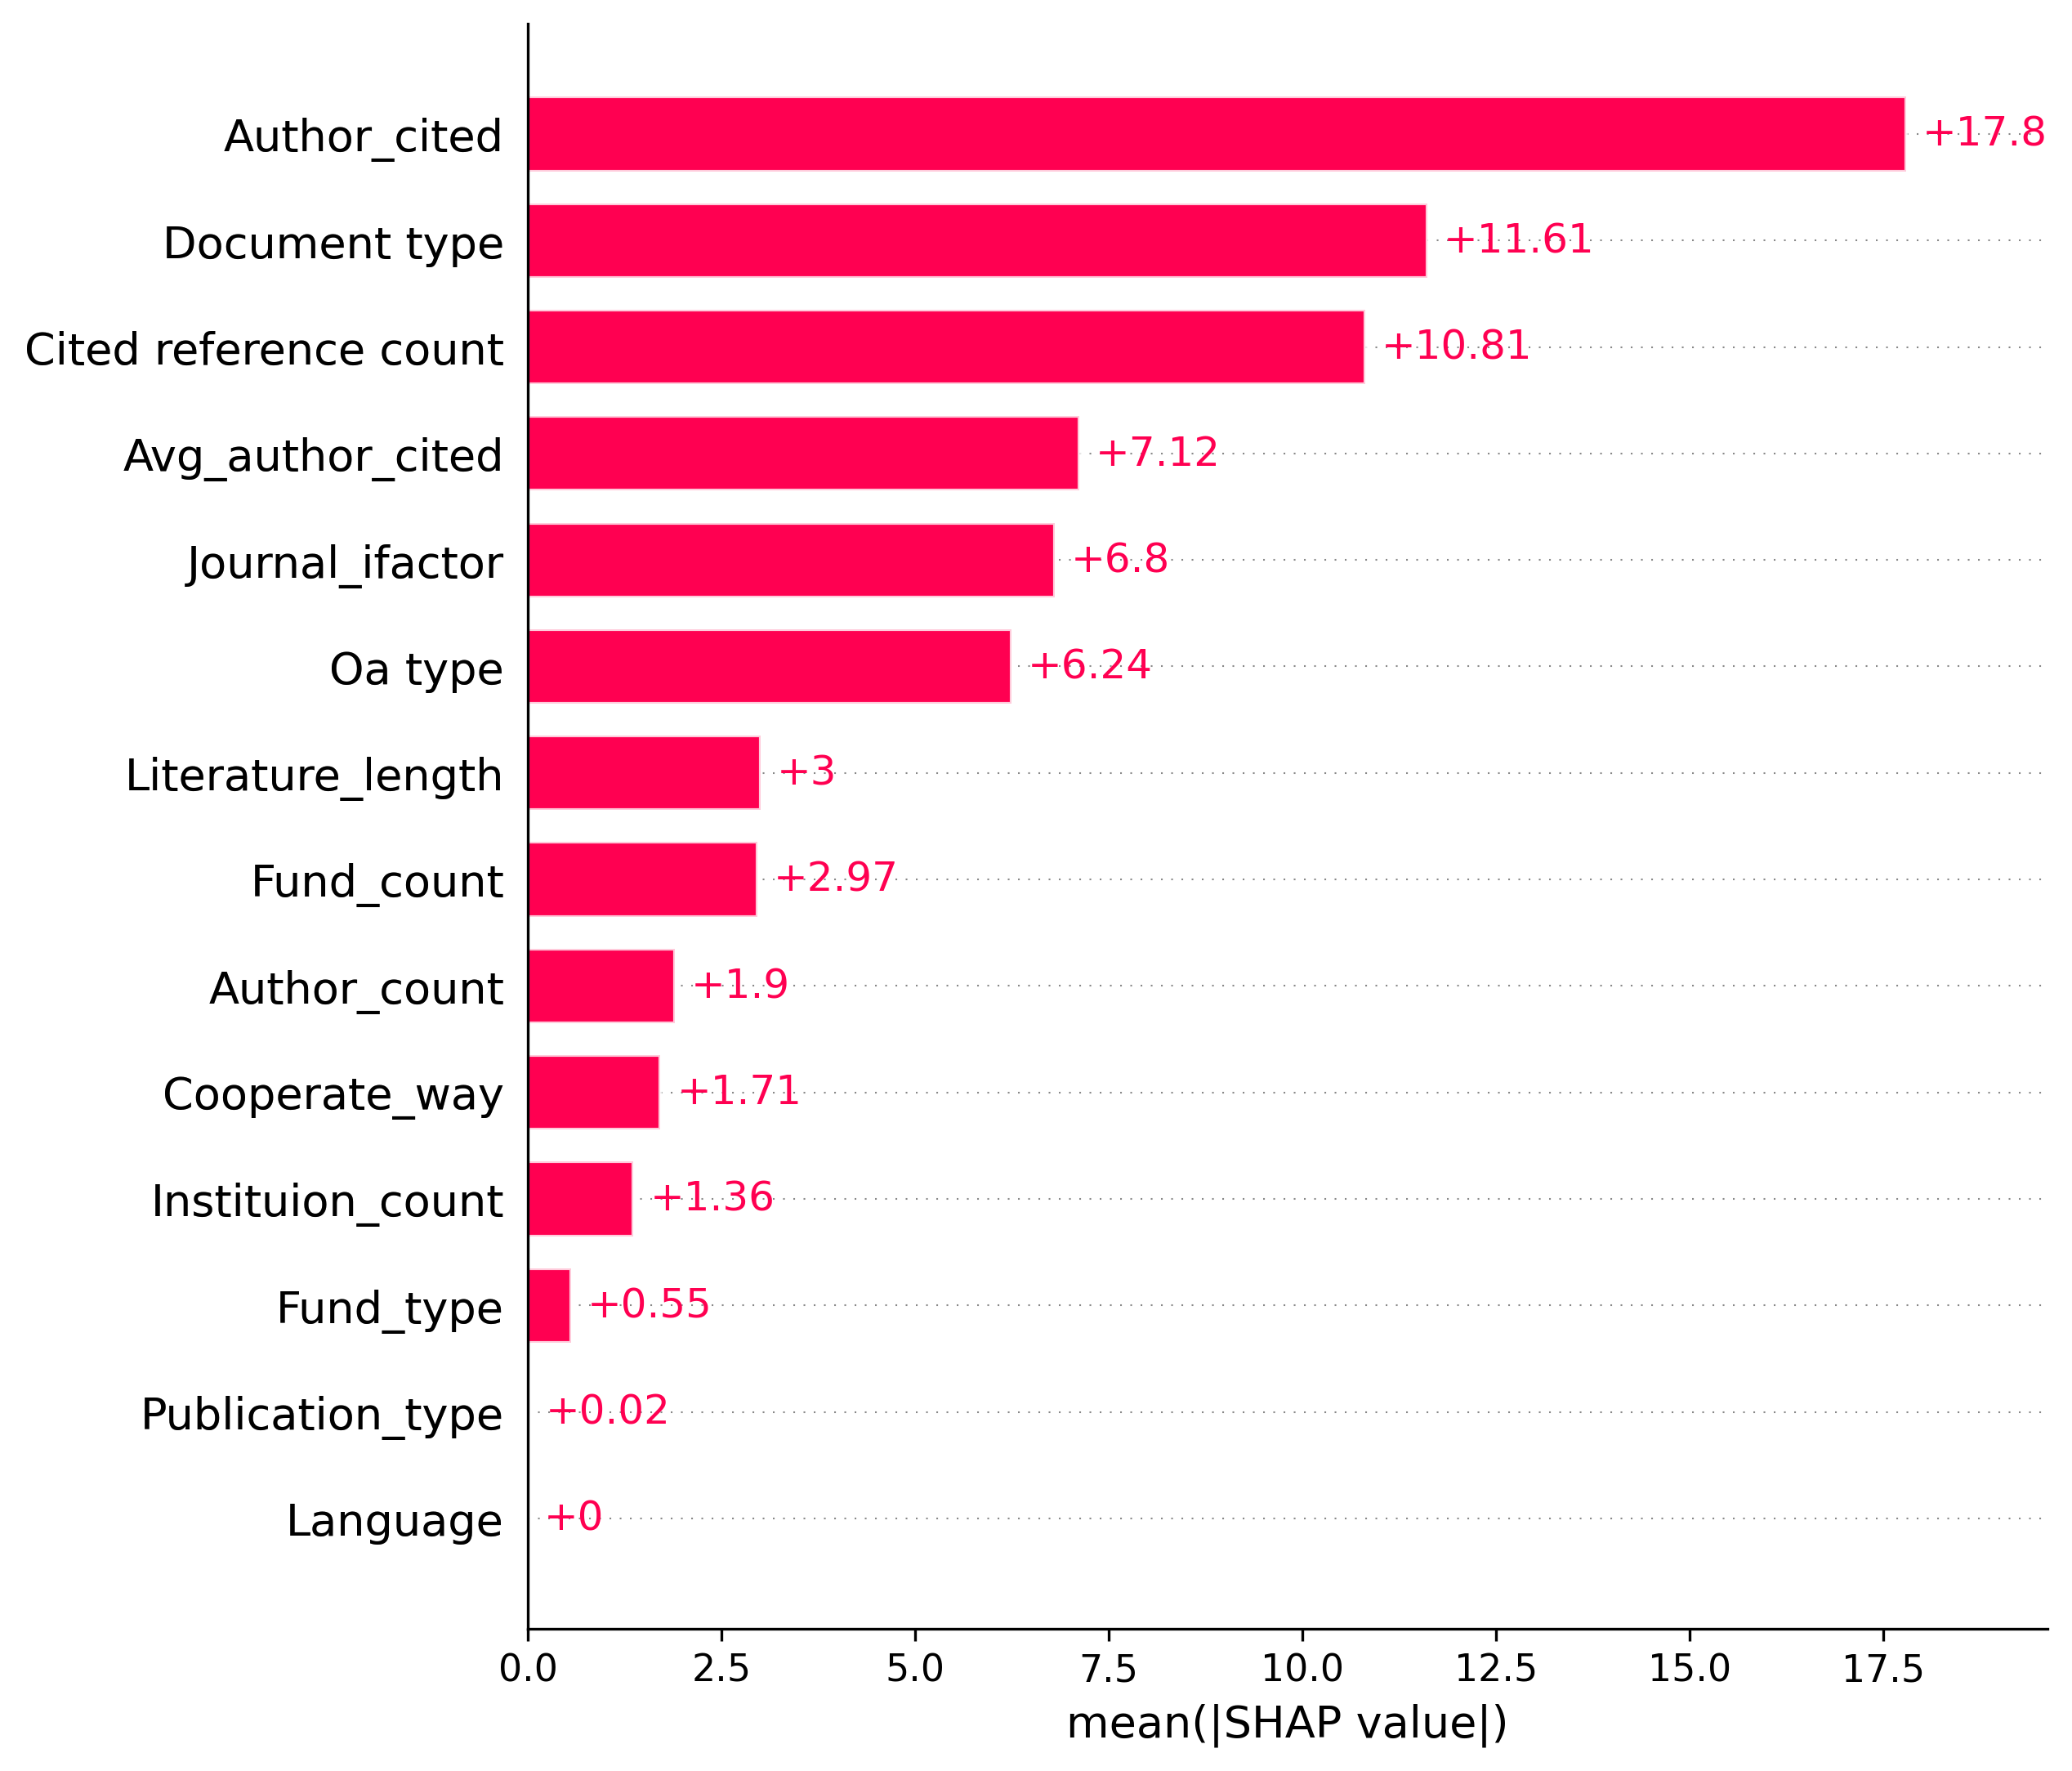 Author_cited +17.8
Document type +11.61
Cited reference count +10.81
Avg_author_cited +7.12
Journal_ifactor +6.8
Oa type +6.24
Literature_length +3
Fund_count +2.97
Author_count +1.9
Cooperate_way +1.71
Instituion_count +1.36
Fund_type +0.55
Publication_type +0.02
Language +0
0.0 2.5 5.0 7.5 10.0 12.5 15.0 17.5
mean(|SHAP value|)